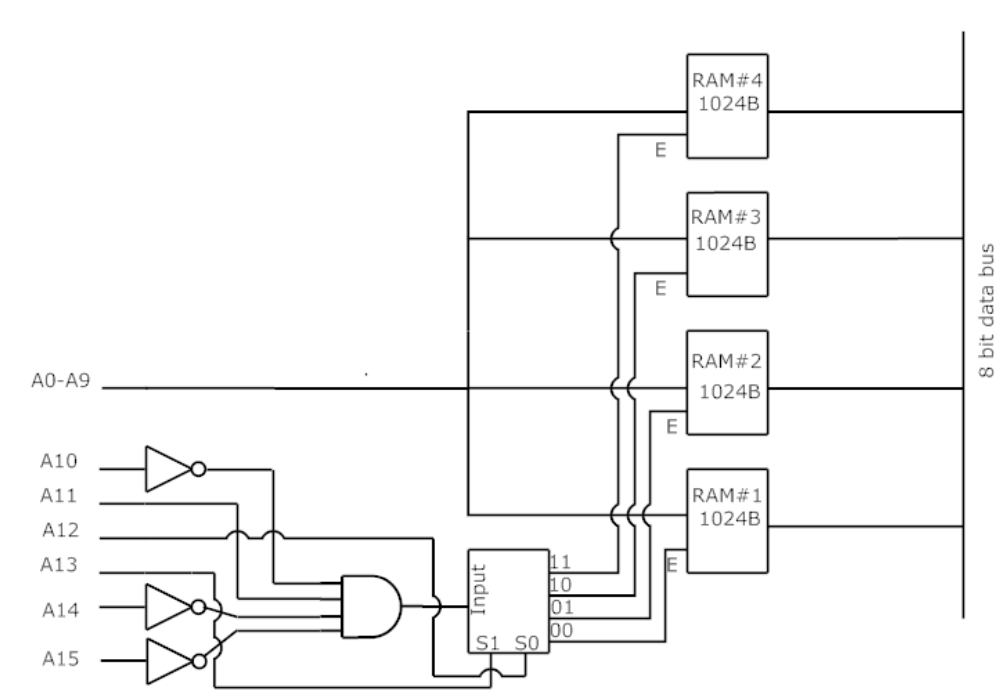 RAM#4
1024B
E
RAM#3
1024B
E
8 bit data bus
A0-A9
RAM#2
1024B
E
A10
A11
A12
A13
A14
A15
RAM#1
1024B
E
Input
11
10
01
00
S1 S0